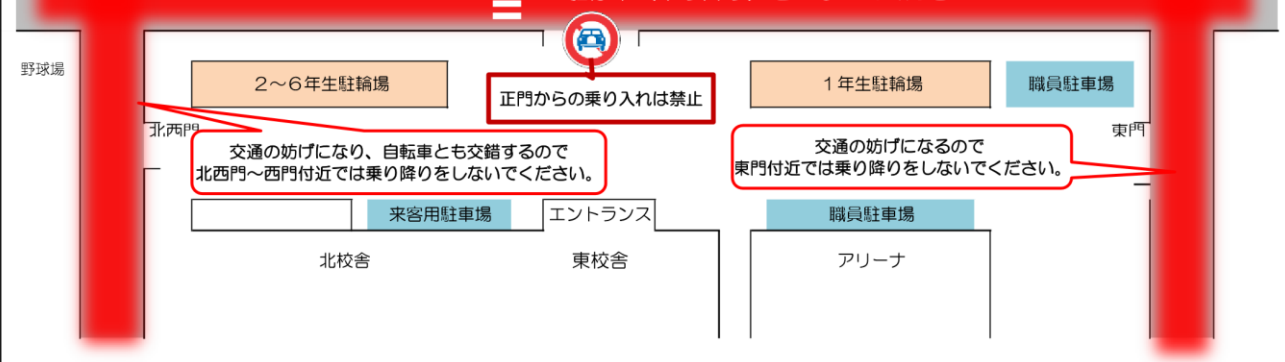 野球場
2~6年生駐輪場
正門からの乗り入れは禁止
1年生駐輪場
職員駐車場
北西門
東門
交通の妨げになり、自転車とも交錯するので
北西門~西門付近では乗り降りをしないでください。
交通の妨げになるので
東門付近では乗り降りをしないでください。
来客用駐車場
エントランス
職員駐車場
北校舎
東校舎
アリーナ